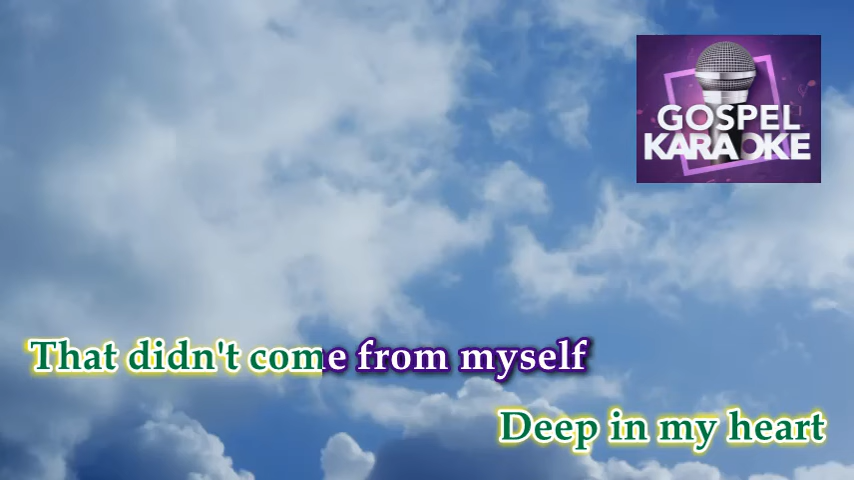 GOSPEL
KARAOKE
That didn't come from myself
Deep in my heart